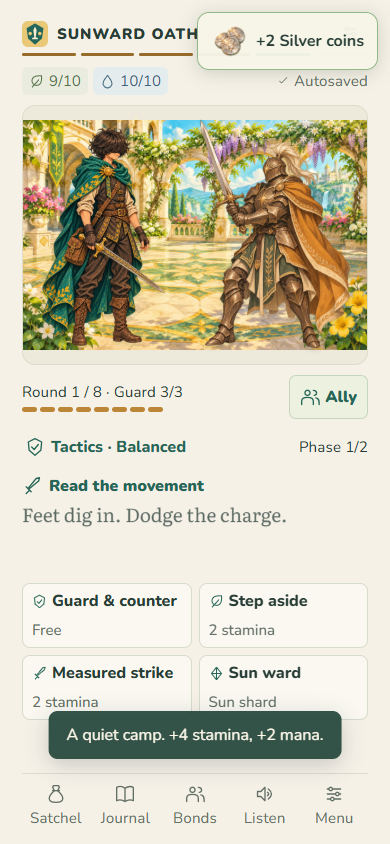 SUNWARD OATH
+2 Silver coins
9/10
10/10
Autosaved
Round 1 / 8 · Guard 3/3
Ally
Tactics · Balanced
Phase 1/2
Read the movement
Feet dig in. Dodge the charge.
Guard & counter
Step aside
Free
2 stamina
Measured strike
Sun ward
2 stamina
Sun shard
A quiet camp. +4 stamina, +2 mana.
Satchel
Journal
Bonds
Listen
Menu